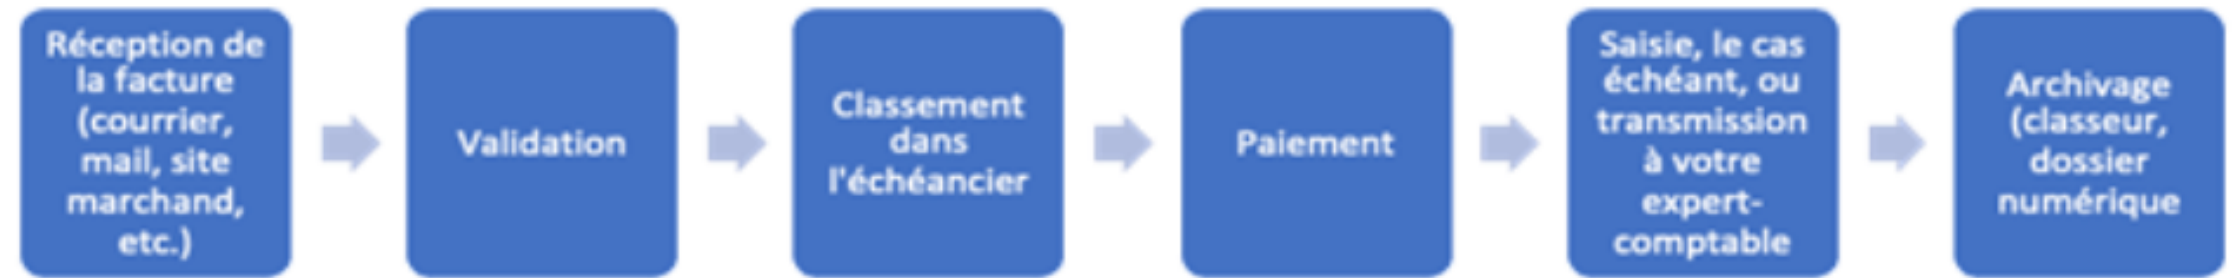 Réception de
la facture
(courrier,
mail, site
marchand,
etc.)
Validation
Classement
dans
l'échéancier
Paiement
Saisie, le cas
échéant, ou
transmission
à votre
expert-
comptable
Archivage
(classeur,
dossier
numérique